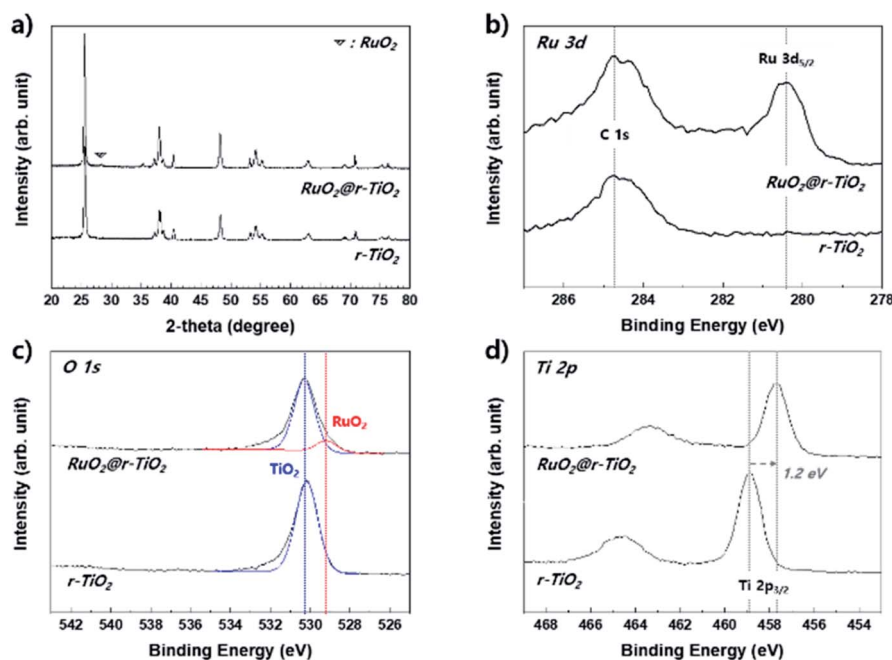 a)
▽ : RuO₂
RuO₂@r-TiO₂
r-TiO₂
Intensity (arb. unit)
20 25 30 35 40 45 50 55 60 65 70 75 80
2-theta (degree)
b)
Ru 3d
Ru 3d₅/₂
C 1s
RuO₂@r-TiO₂
r-TiO₂
Intensity (arb. unit)
286 284 282 280 278
Binding Energy (eV)
c)
O 1s
RuO₂
RuO₂@r-TiO₂
TiO₂
r-TiO₂
Intensity (arb. unit)
542 540 538 536 534 532 530 528 526
Binding Energy (eV)
d)
Ti 2p
RuO₂@r-TiO₂
1.2 eV
r-TiO₂
Ti 2p₃/₂
Intensity (arb. unit)
468 466 464 462 460 458 456 454
Binding Energy (eV)